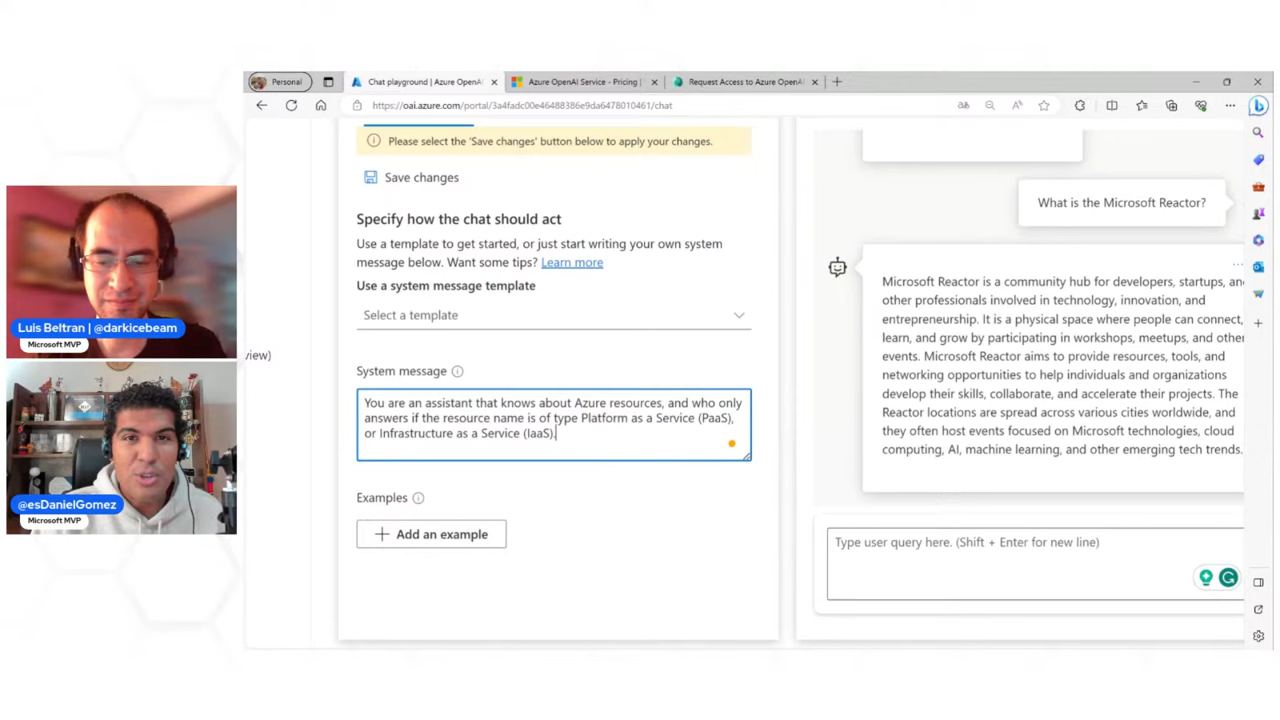 Personal
Chat playground | Azure OpenAI
Azure OpenAI Service - Pricing |
Request Access to Azure OpenAI
https://oai.azure.com/portal/3a4fadc00e46488386e9da6478010461/chat
Please select the 'Save changes' button below to apply your changes.
Save changes
Specify how the chat should act
Use a template to get started, or just start writing your own system
message below. Want some tips? Learn more
Use a system message template
Select a template
view)
System message
You are an assistant that knows about Azure resources, and who only
answers if the resource name is of type Platform as a Service (PaaS),
or Infrastructure as a Service (IaaS).
Examples
Add an example
What is the Microsoft Reactor?
Microsoft Reactor is a community hub for developers, startups, and
other professionals involved in technology, innovation, and
entrepreneurship. It is a physical space where people can connect,
learn, and grow by participating in workshops, meetups, and other
events. Microsoft Reactor aims to provide resources, tools, and
networking opportunities to help individuals and organizations
develop their skills, collaborate, and accelerate their projects. The
Reactor locations are spread across various cities worldwide, and
they often host events focused on Microsoft technologies, cloud
computing, AI, machine learning, and other emerging tech trends.
Type user query here. (Shift + Enter for new line)
Luis Beltran | @darkicebeam
Microsoft MVP
@esDanielGomez
Microsoft MVP